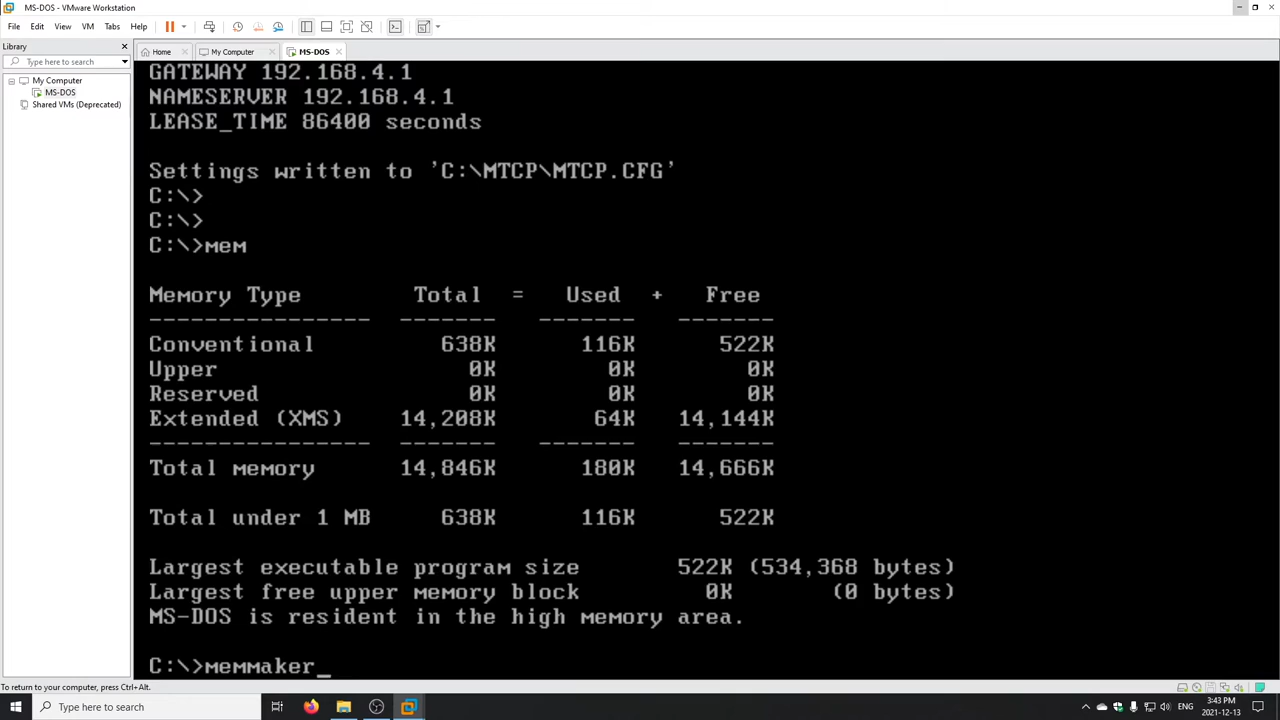 MS-DOS - VMware Workstation
File Edit View VM Tabs Help
Library
Type here to search
My Computer
MS-DOS
Shared VMs (Deprecated)
Home My Computer MS-DOS
GATEWAY 192.168.4.1
NAMESERVER 192.168.4.1
LEASE_TIME 86400 seconds
Settings written to 'C:\MTCP\MTCP.CFG'
C:\>
C:\>
C:\>mem
Memory Type Total = Used + Free
---------------- ------- ------- -------
Conventional 638K 116K 522K
Upper 0K 0K 0K
Reserved 0K 0K 0K
Extended (XMS) 14,208K 64K 14,144K
---------------- ------- ------- -------
Total memory 14,846K 180K 14,666K
Total under 1 MB 638K 116K 522K
Largest executable program size 522K (534,368 bytes)
Largest free upper memory block 0K (0 bytes)
MS-DOS is resident in the high memory area.
C:\>memmaker_
To return to your computer, press Ctrl+Alt.
Type here to search
ENG
3:43 PM
2021-12-13